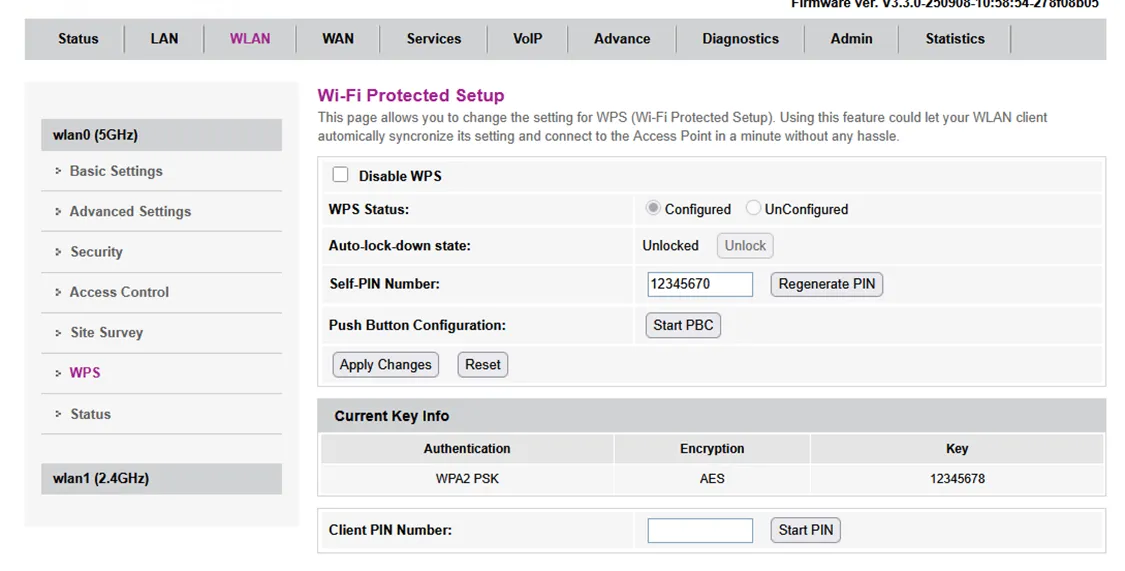 Firmware ver. V3.3.0-250908-10:58:54-278f08b05
Status LAN WLAN WAN Services VoIP Advance Diagnostics Admin Statistics
wlan0 (5GHz)
Basic Settings
Advanced Settings
Security
Access Control
Site Survey
WPS
Status
wlan1 (2.4GHz)
Wi-Fi Protected Setup
This page allows you to change the setting for WPS (Wi-Fi Protected Setup). Using this feature could let your WLAN client
automically syncronize its setting and connect to the Access Point in a minute without any hassle.
Disable WPS
WPS Status: Configured UnConfigured
Auto-lock-down state: Unlocked Unlock
Self-PIN Number: 12345670 Regenerate PIN
Push Button Configuration: Start PBC
Apply Changes Reset
Current Key Info
Authentication Encryption Key
WPA2 PSK AES 12345678
Client PIN Number: Start PIN